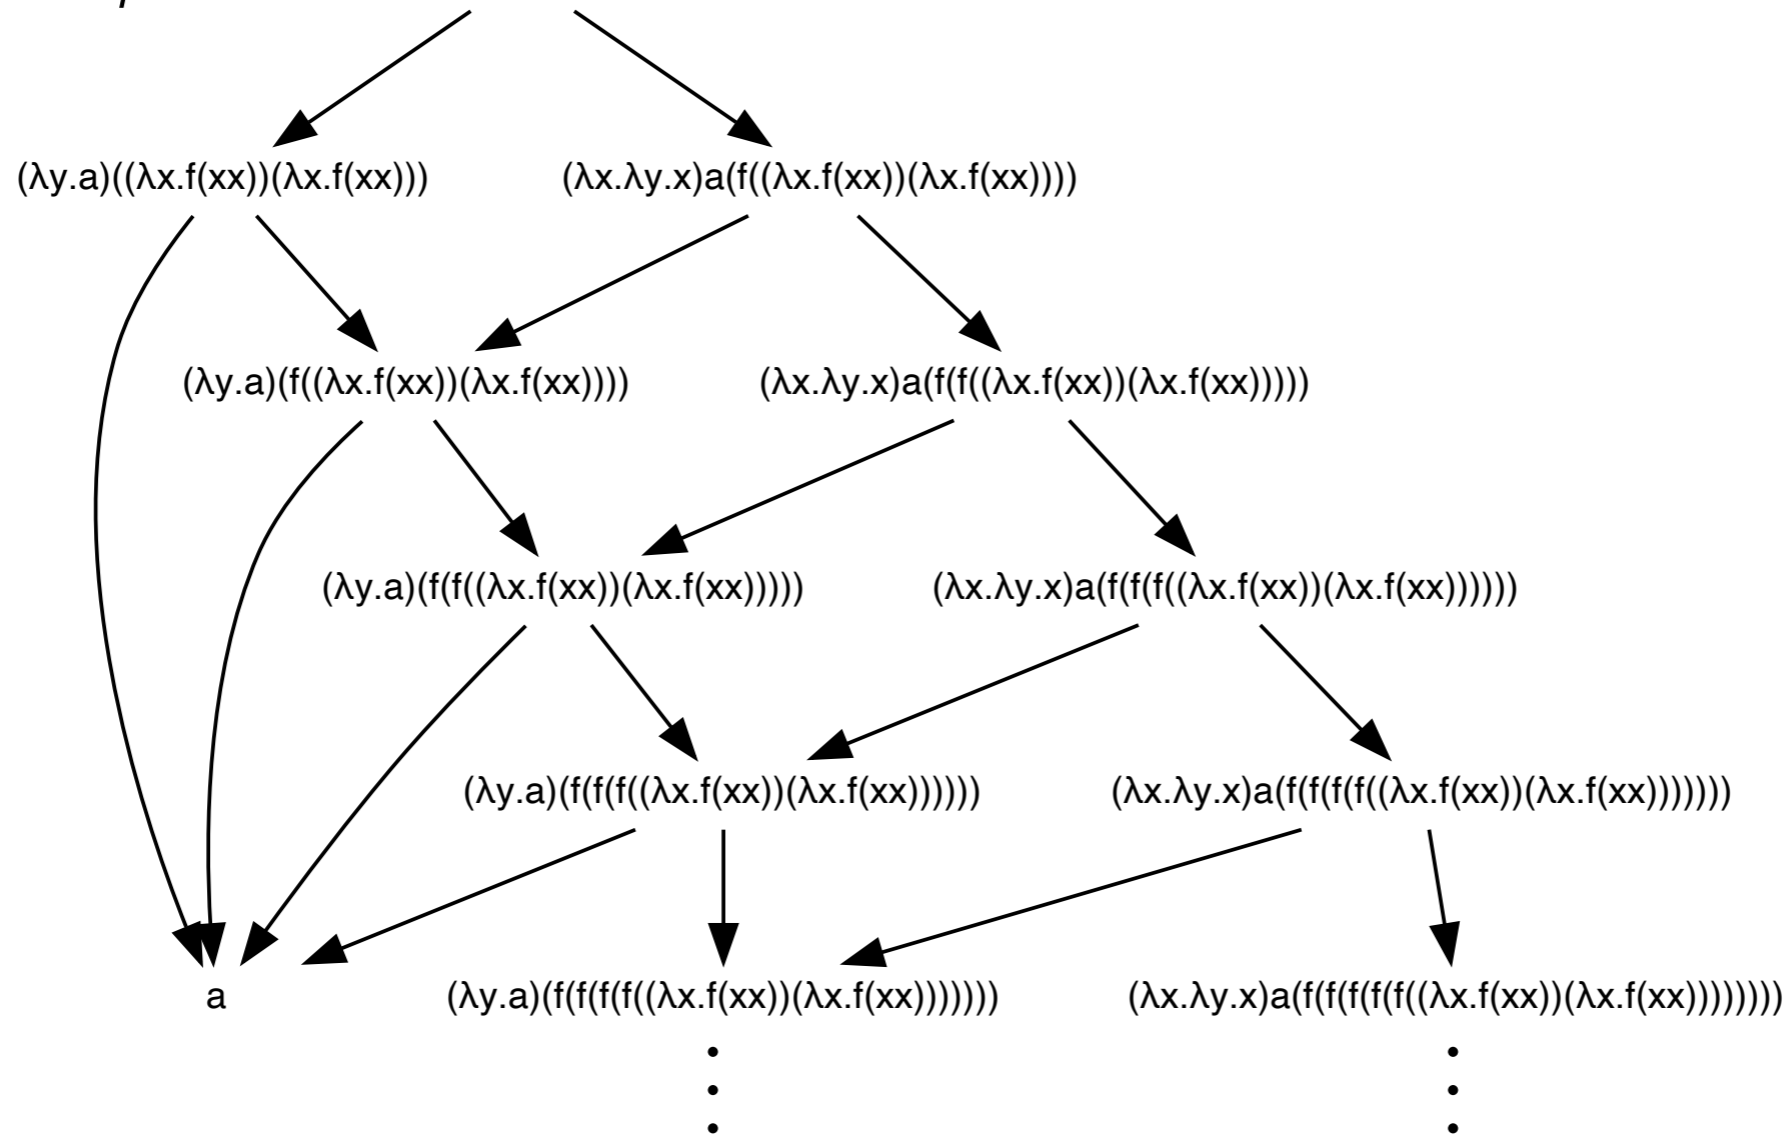 (λy.a)((λx.f(xx))(λx.f(xx)))
(λx.λy.x)a(f((λx.f(xx))(λx.f(xx))))
(λy.a)(f((λx.f(xx))(λx.f(xx))))
(λx.λy.x)a(f(f((λx.f(xx))(λx.f(xx)))))
(λy.a)(f(f((λx.f(xx))(λx.f(xx)))))
(λx.λy.x)a(f(f(f((λx.f(xx))(λx.f(xx))))))
(λy.a)(f(f(f((λx.f(xx))(λx.f(xx))))))
(λx.λy.x)a(f(f(f(f((λx.f(xx))(λx.f(xx)))))))
a
(λy.a)(f(f(f(f((λx.f(xx))(λx.f(xx)))))))
(λx.λy.x)a(f(f(f(f(f((λx.f(xx))(λx.f(xx))))))))